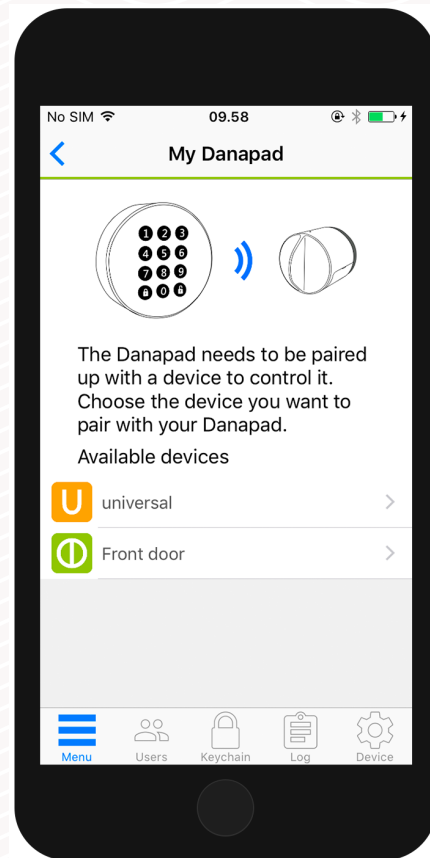 No SIM 09.58
My Danapad
1 2 3
4 5 6
7 8 9
0
The Danapad needs to be paired
up with a device to control it.
Choose the device you want to
pair with your Danapad.
Available devices
U universal
Front door
Menu Users Keychain Log Device